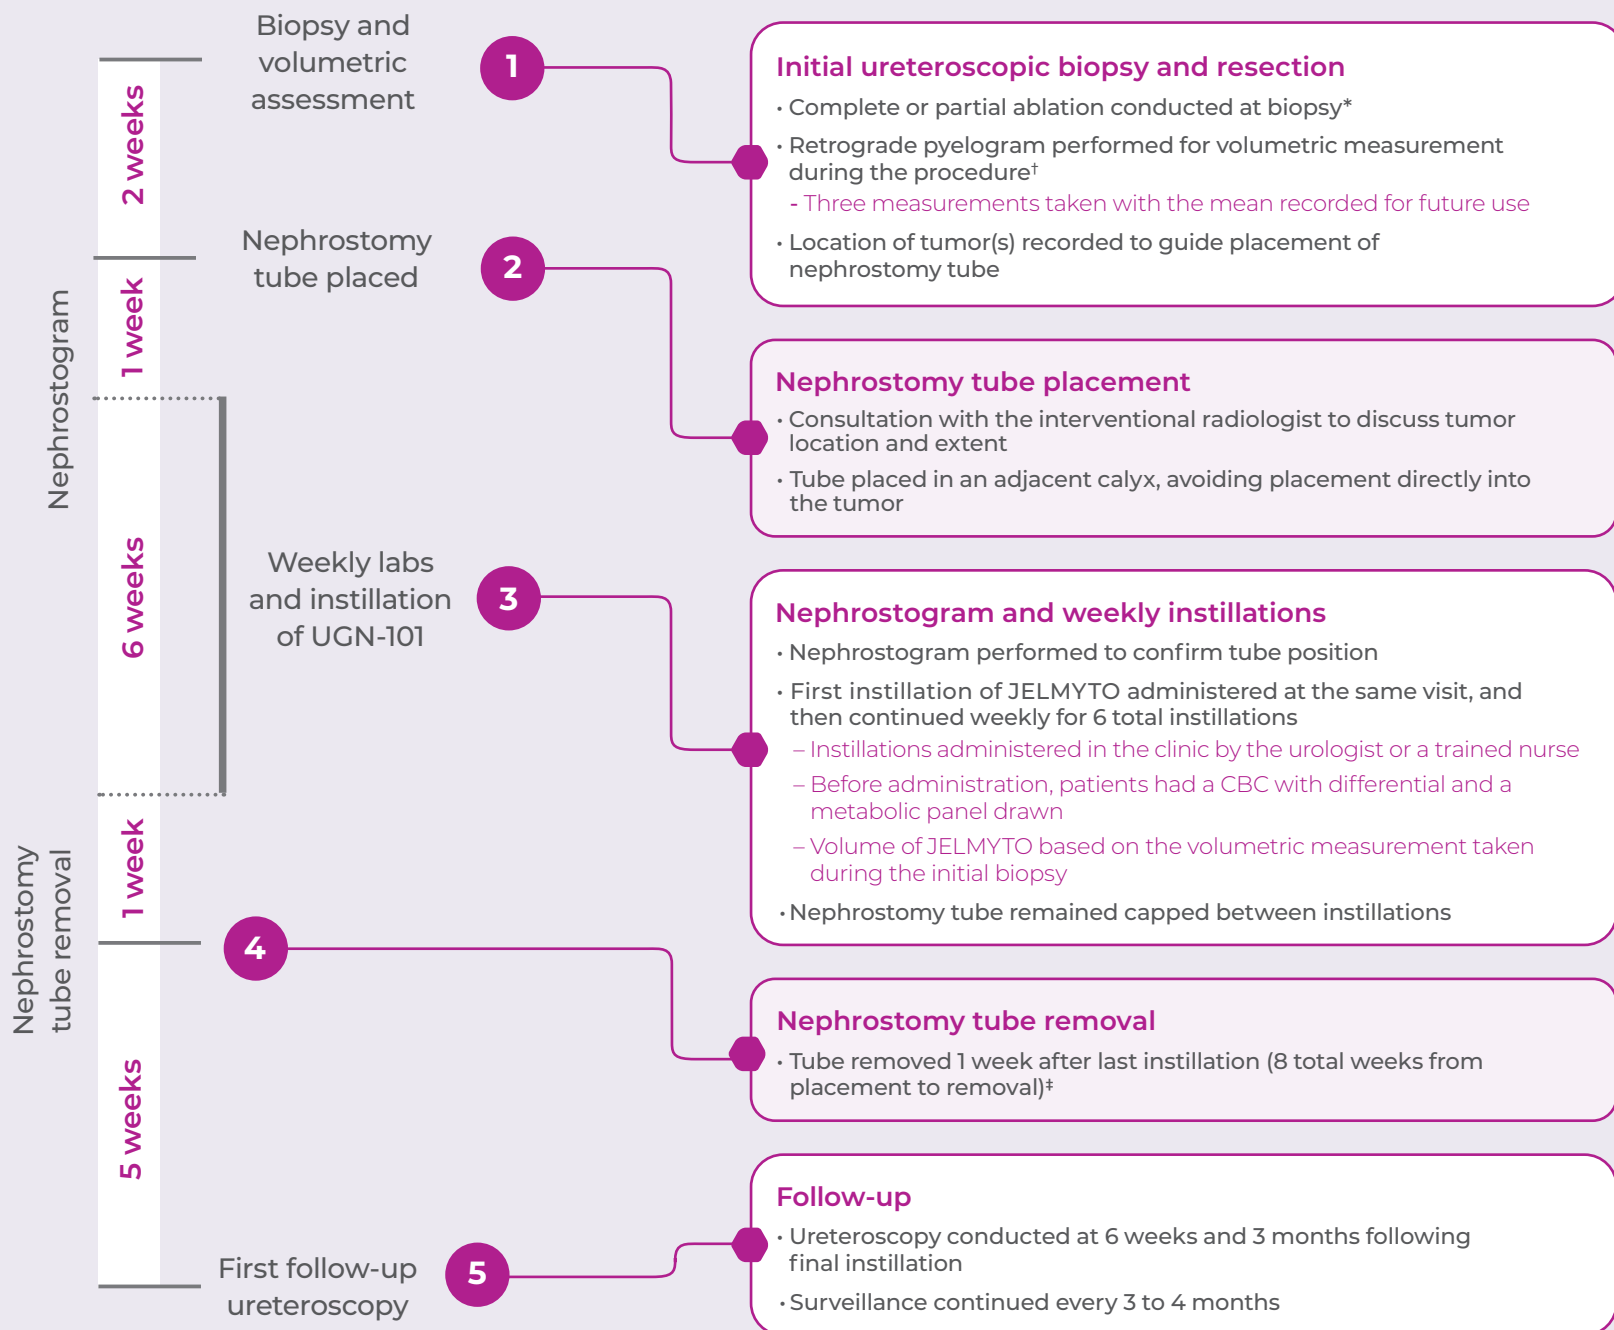 Biopsy and
volumetric
assessment
1
2 weeks
Initial ureteroscopic biopsy and resection
· Complete or partial ablation conducted at biopsy*
· Retrograde pyelogram performed for volumetric measurement
during the procedure†
- Three measurements taken with the mean recorded for future use
· Location of tumor(s) recorded to guide placement of
nephrostomy tube
Nephrostomy
tube placed
2
1 week
Nephrostogram
Nephrostomy tube placement
· Consultation with the interventional radiologist to discuss tumor
location and extent
· Tube placed in an adjacent calyx, avoiding placement directly into
the tumor
6 weeks
Weekly labs
and instillation
of UGN-101
3
Nephrostogram and weekly instillations
· Nephrostogram performed to confirm tube position
· First instillation of JELMYTO administered at the same visit, and
then continued weekly for 6 total instillations
– Instillations administered in the clinic by the urologist or a trained nurse
– Before administration, patients had a CBC with differential and a
metabolic panel drawn
– Volume of JELMYTO based on the volumetric measurement taken
during the initial biopsy
· Nephrostomy tube remained capped between instillations
1 week
Nephrostomy
tube removal
4
Nephrostomy tube removal
· Tube removed 1 week after last instillation (8 total weeks from
placement to removal)‡
5 weeks
First follow-up
ureteroscopy
5
Follow-up
· Ureteroscopy conducted at 6 weeks and 3 months following
final instillation
· Surveillance continued every 3 to 4 months